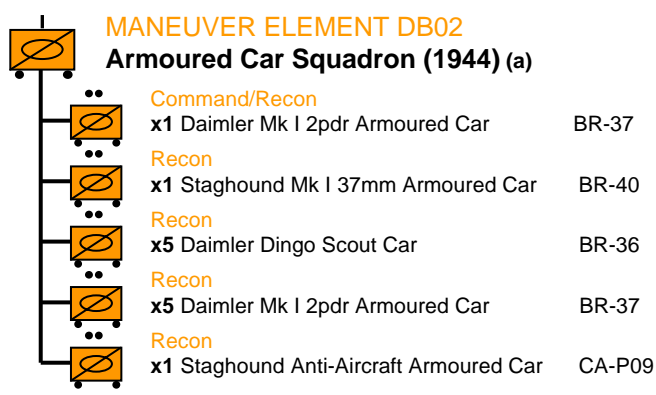 MANEUVER ELEMENT DB02
Armoured Car Squadron (1944) (a)
Command/Recon
x1 Daimler Mk I 2pdr Armoured Car BR-37
Recon
x1 Staghound Mk I 37mm Armoured Car BR-40
Recon
x5 Daimler Dingo Scout Car BR-36
Recon
x5 Daimler Mk I 2pdr Armoured Car BR-37
Recon
x1 Staghound Anti-Aircraft Armoured Car CA-P09